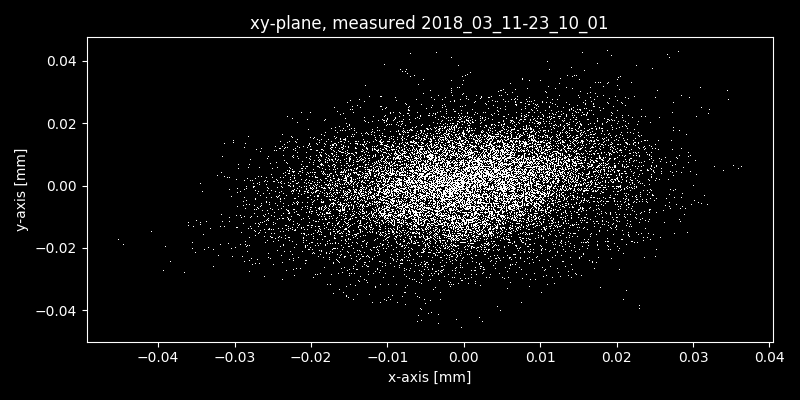 xy-plane, measured 2018_03_11-23_10_01
y-axis [mm]
0.04
0.02
0.00
−0.02
−0.04
−0.04 −0.03 −0.02 −0.01 0.00 0.01 0.02 0.03 0.04
x-axis [mm]